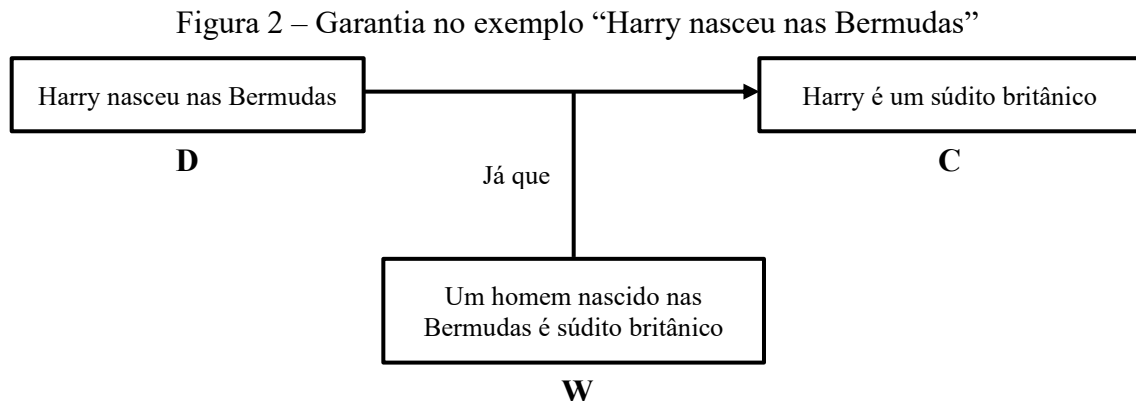 Figura 2 – Garantia no exemplo “Harry nasceu nas Bermudas”
Harry nasceu nas Bermudas
Harry é um súdito britânico
D
C
Já que
Um homem nascido nas
Bermudas é súdito britânico
W